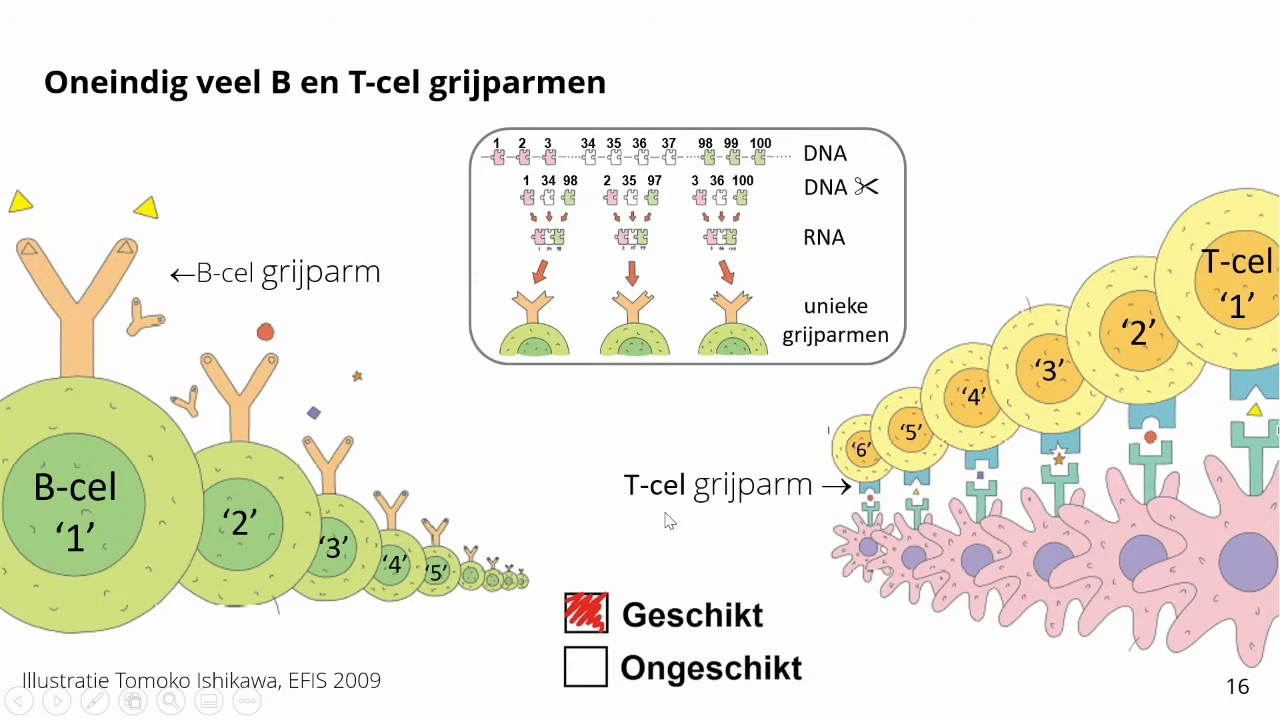 Oneindig veel B en T-cel grijparmen
1 2 3 34 35 36 37 98 99 100 DNA
1 34 98 2 35 97 3 36 100 DNA
RNA
unieke
grijparmen
←B-cel grijparm
T-cel
‘1’
‘2’
‘3’
‘4’
‘5’
‘6’
B-cel
‘1’
‘2’
‘3’
‘4’
‘5’
T-cel grijparm →
Geschikt
Ongeschikt
Illustratie Tomoko Ishikawa, EFIS 2009
16